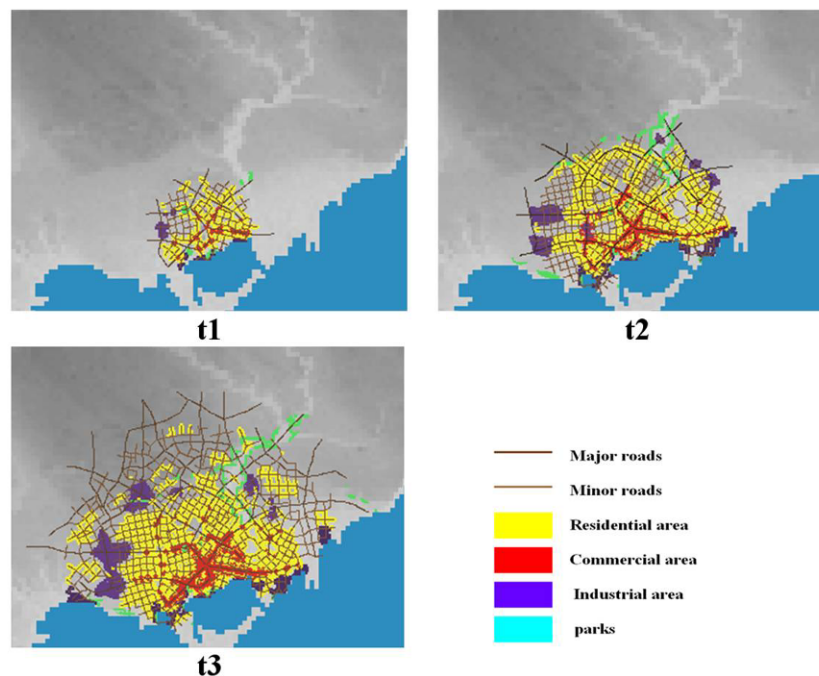 t1
t2
t3
Major roads
Minor roads
Residential area
Commercial area
Industrial area
parks